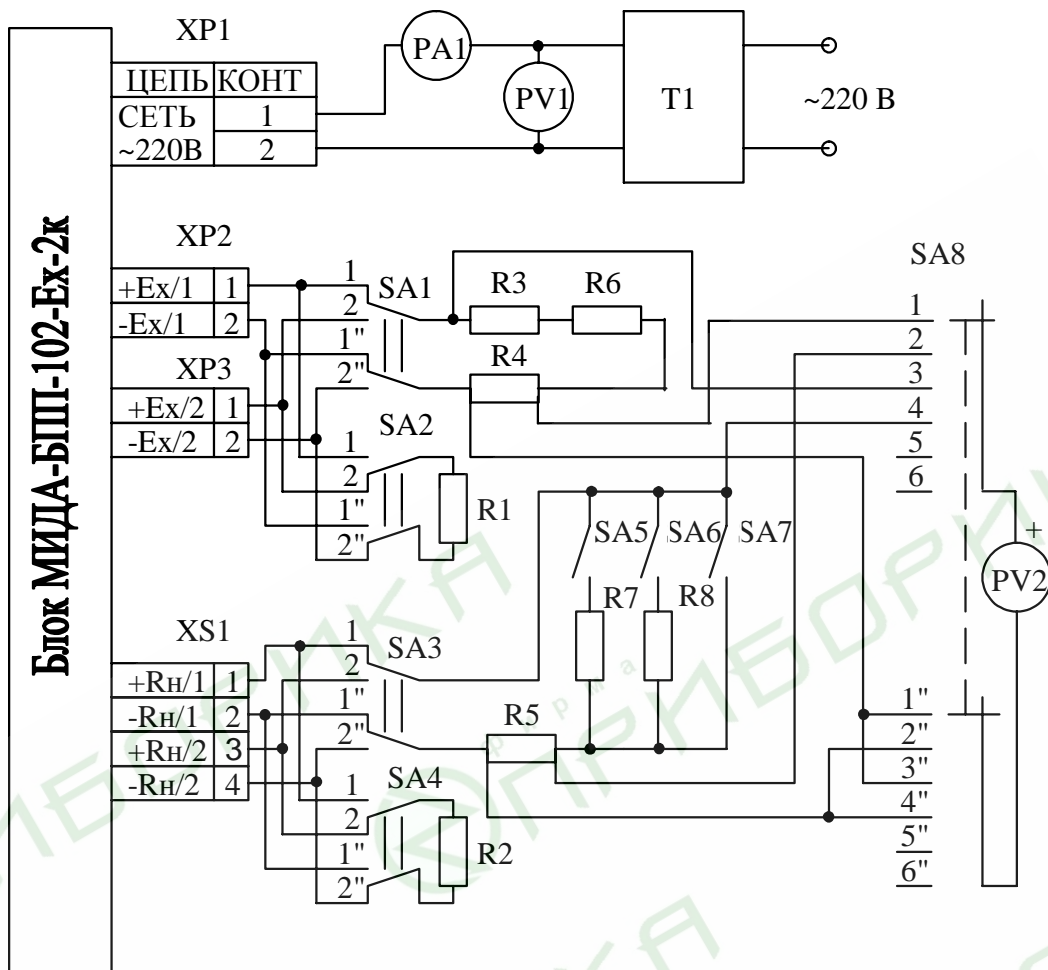 Блок МИДА-БПП-102-Ex-2к
XP1
PA1
ЦЕПЬ КОНТ
СЕТЬ 1
~220В 2
PV1
T1
~220 В
XP2
+Ex/1 1
-Ex/1 2
XP3
+Ex/2 1
-Ex/2 2
1
2
1"
2"
SA1
R3
R6
R4
SA2
1
2
1"
2"
R1
SA8
1
2
3
4
5
6
SA5
SA6
SA7
R7
R8
+
PV2
XS1
+Rн/1 1
-Rн/1 2
+Rн/2 3
-Rн/2 4
1
2
1"
2"
SA3
R5
SA4
1
2
1"
2"
R2
1"
2"
3"
4"
5"
6"
фирма
ПРИБОРИКА